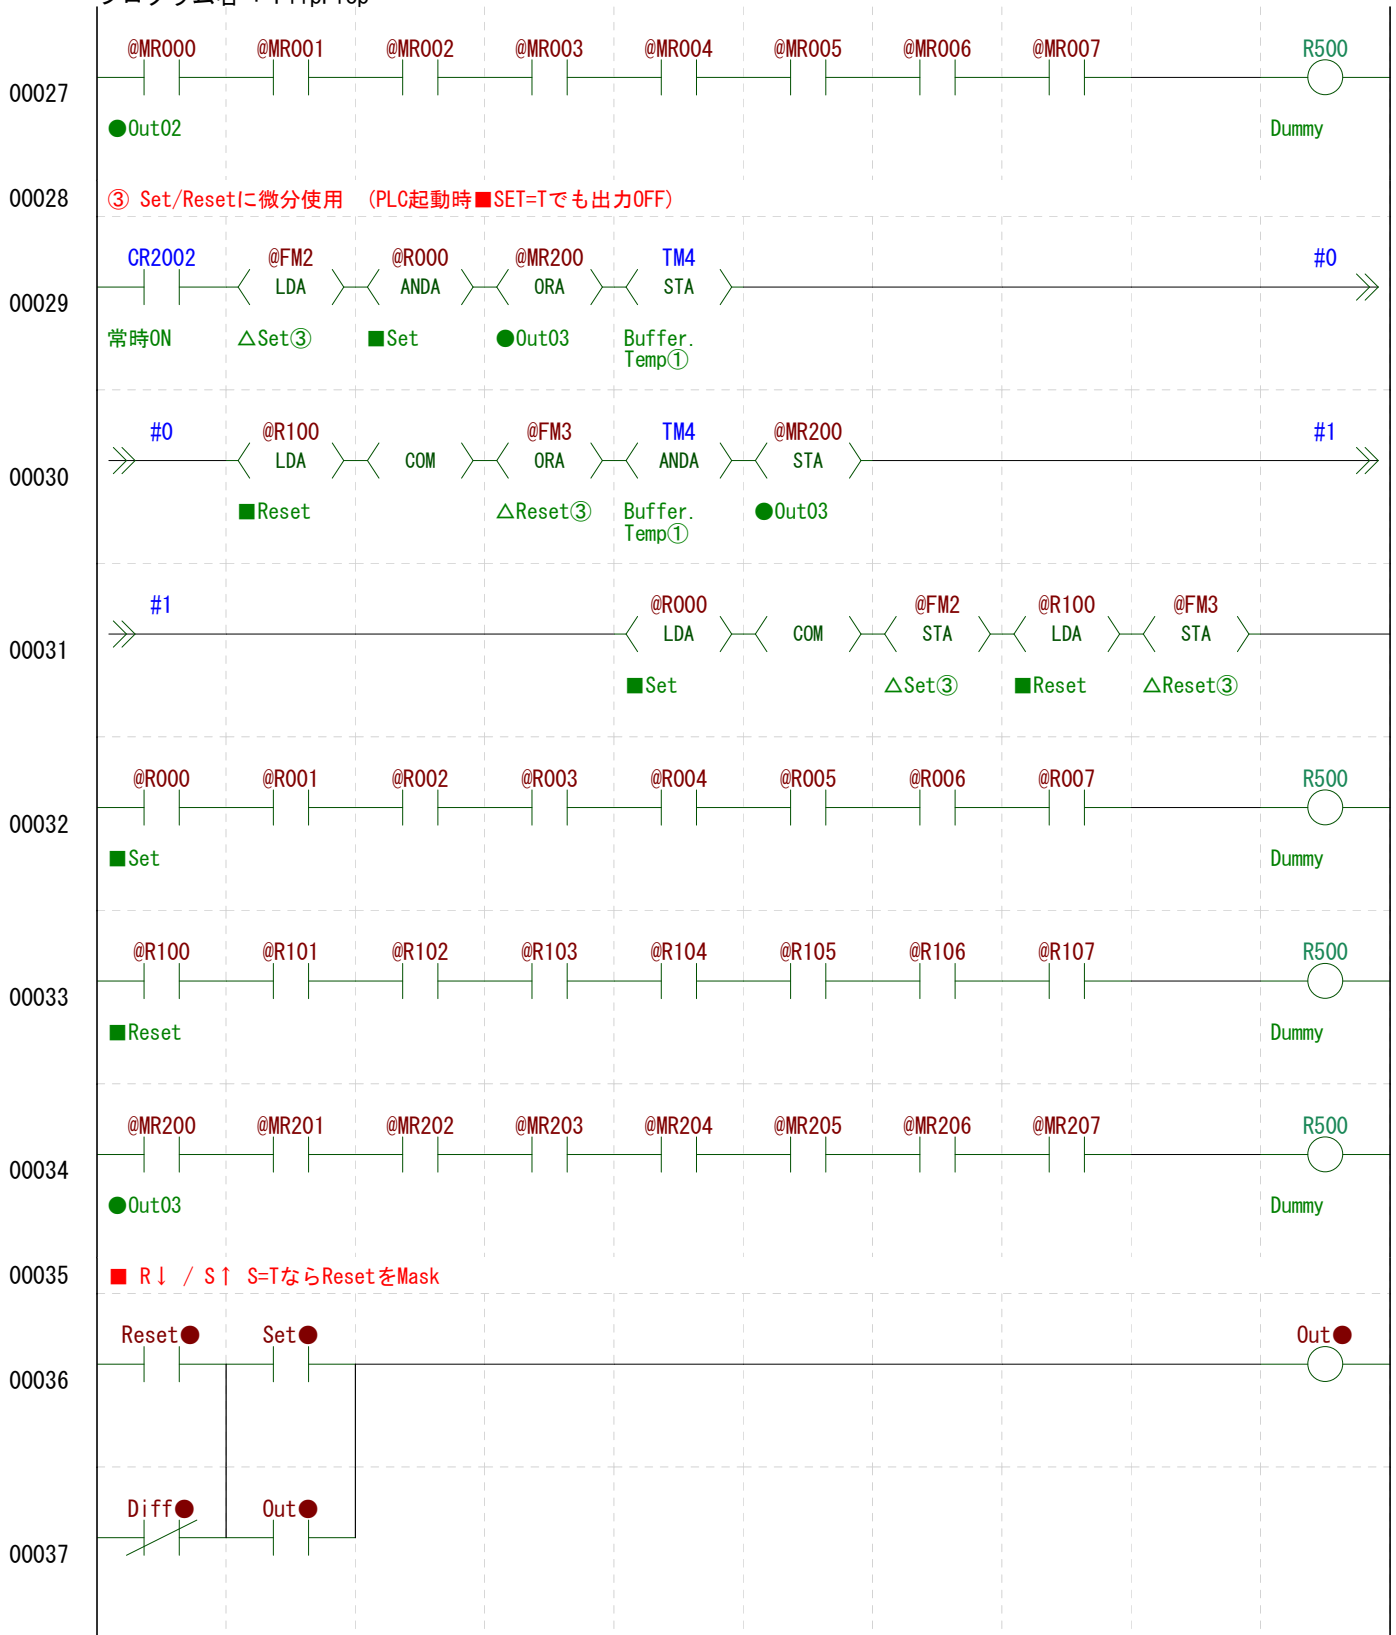 @MR000 @MR001 @MR002 @MR003 @MR004 @MR005 @MR006 @MR007 R500
00027
●Out02 Dummy
00028 ③ Set/Resetに微分使用 (PLC起動時■SET=Tでも出力OFF)
CR2002 @FM2 @R000 @MR200 TM4 #0
LDA ANDA ORA STA
00029
常時ON △Set③ ■Set ●Out03 Buffer.
Temp①
#0 @R100 @FM3 TM4 @MR200 #1
LDA COM ORA ANDA STA
00030
■Reset △Reset③ Buffer. ●Out03
Temp①
#1 @R000 @FM2 @R100 @FM3
LDA COM STA LDA STA
00031
■Set △Set③ ■Reset △Reset③
@R000 @R001 @R002 @R003 @R004 @R005 @R006 @R007 R500
00032
■Set Dummy
@R100 @R101 @R102 @R103 @R104 @R105 @R106 @R107 R500
00033
■Reset Dummy
@MR200 @MR201 @MR202 @MR203 @MR204 @MR205 @MR206 @MR207 R500
00034
●Out03 Dummy
00035 ■ R↓ / S↑ S=TならResetをMask
Reset● Set● Out●
00036
Diff● Out●
00037